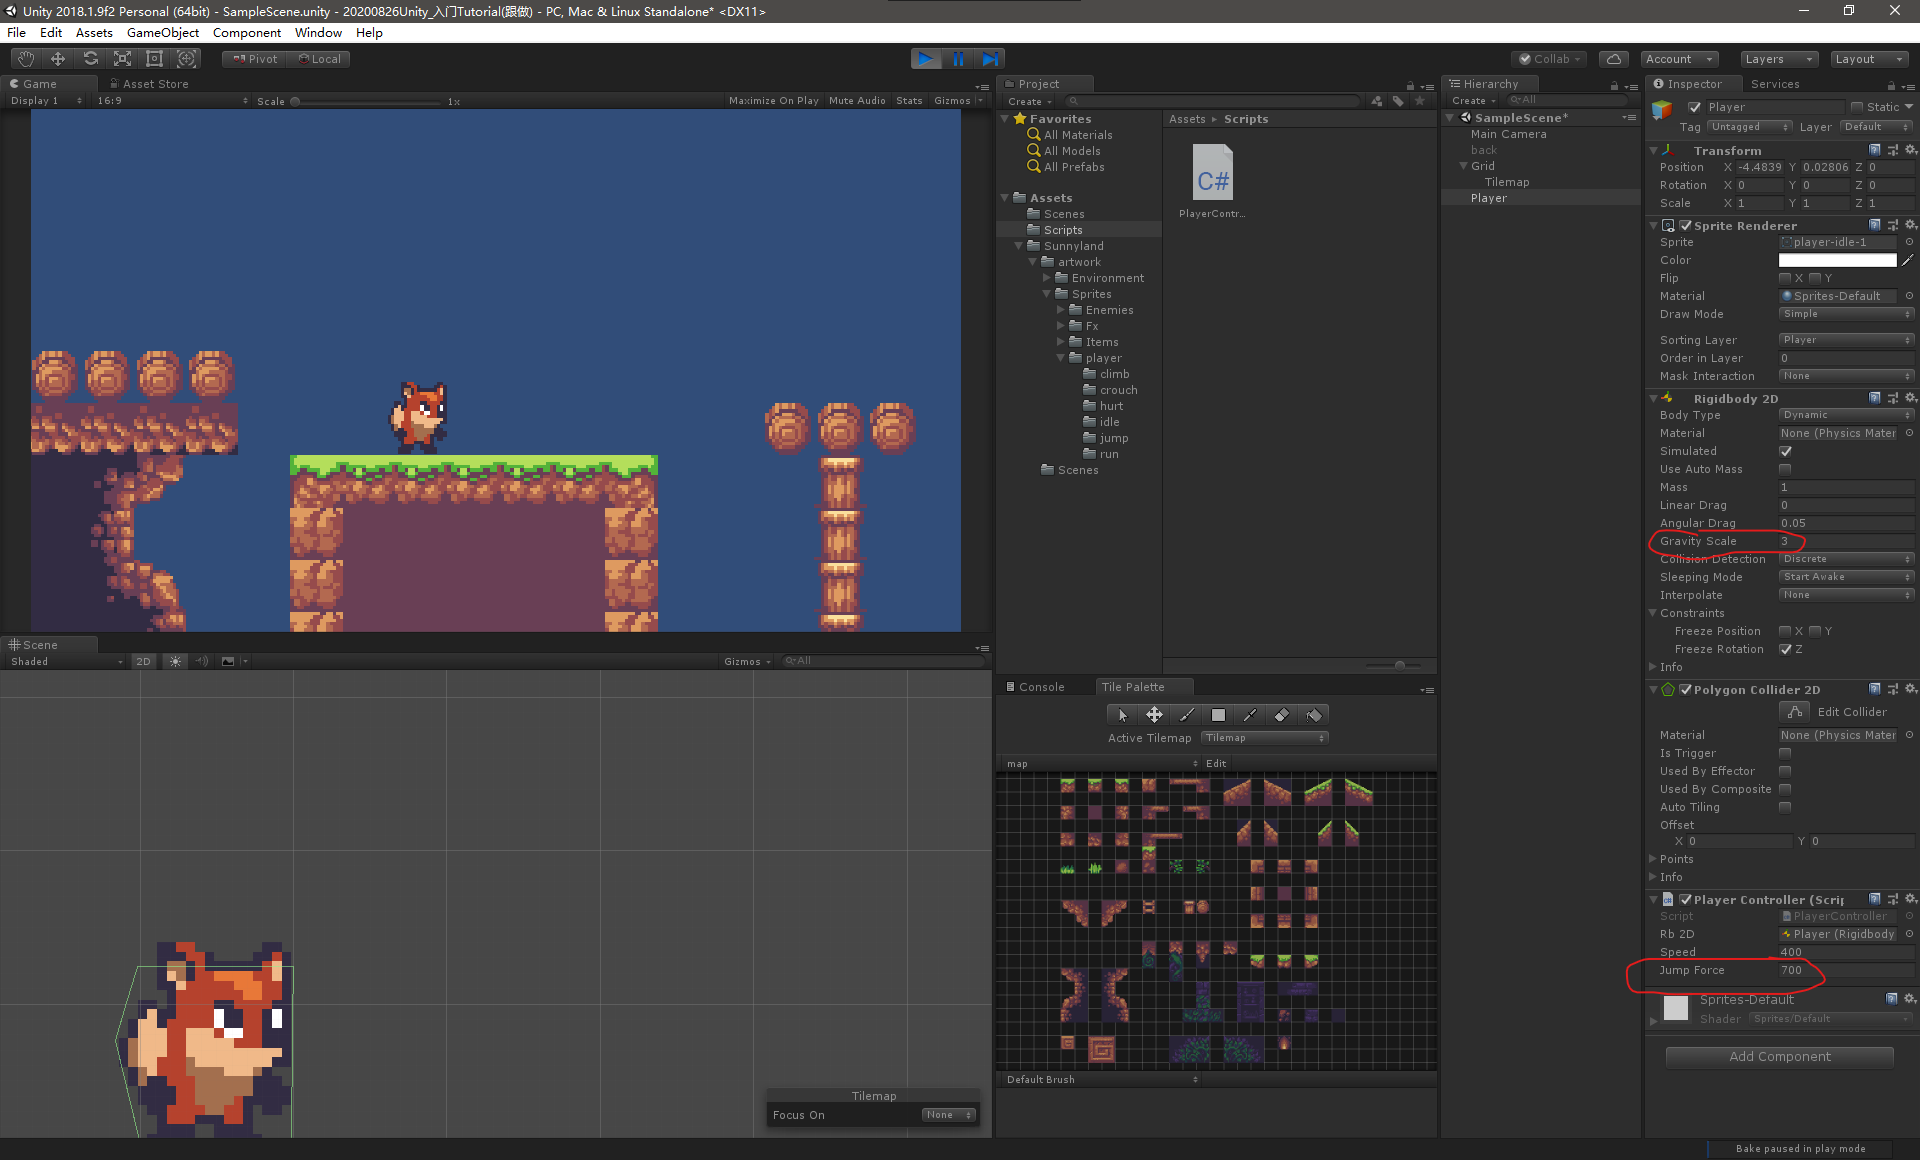 Unity 2018.1.9f2 Personal (64bit) - SampleScene.unity - 20200826Unity_入门Tutorial(跟做) - PC, Mac & Linux Standalone* <DX11>
File Edit Assets GameObject Component Window Help
Pivot Local Collab Account Layers Layout
Game Asset Store
Display 1 16:9 Scale 1x Maximize On Play Mute Audio Stats Gizmos
Scene
Shaded 2D Gizmos All
Tilemap
Focus On None
Project
Create
Favorites
All Materials
All Models
All Prefabs
Assets
Scenes
Scripts
Sunnyland
artwork
Environment
Sprites
Enemies
Fx
Items
player
climb
crouch
hurt
idle
jump
run
Scenes
Assets Scripts
C#
PlayerContr...
Console Tile Palette
Active Tilemap Tilemap
map Edit
Default Brush
Hierarchy
Create All
SampleScene*
Main Camera
back
Grid
Tilemap
Player
Inspector Services
Player Static
Tag Untagged Layer Default
Transform
Position X -4.4839 Y 0.02806 Z 0
Rotation X 0 Y 0 Z 0
Scale X 1 Y 1 Z 1
Sprite Renderer
Sprite player-idle-1
Color
Flip X Y
Material Sprites-Default
Draw Mode Simple
Sorting Layer Player
Order in Layer 0
Mask Interaction None
Rigidbody 2D
Body Type Dynamic
Material None (Physics Mater
Simulated
Use Auto Mass
Mass 1
Linear Drag 0
Angular Drag 0.05
Gravity Scale 3
Collision Detection Discrete
Sleeping Mode Start Awake
Interpolate None
Constraints
Freeze Position X Y
Freeze Rotation Z
Info
Polygon Collider 2D
Edit Collider
Material None (Physics Mater
Is Trigger
Used By Effector
Used By Composite
Auto Tiling
Offset
X 0 Y 0
Points
Info
Player Controller (Scrip
Script PlayerController
Rb 2D Player (Rigidbody
Speed 400
Jump Force 700
Sprites-Default
Shader Sprites/Default
Add Component
Bake paused in play mode